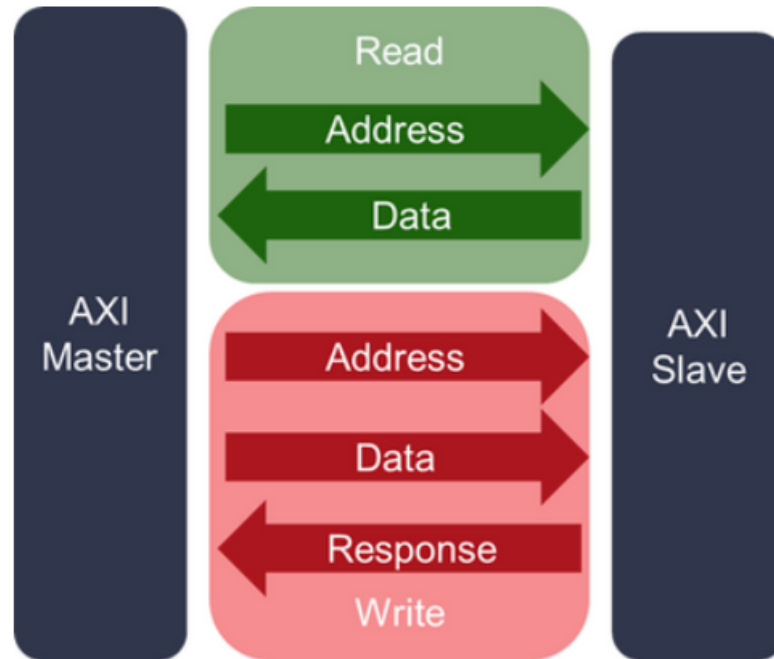 Read
Address
Data
AXI
Master
AXI
Slave
Address
Data
Response
Write